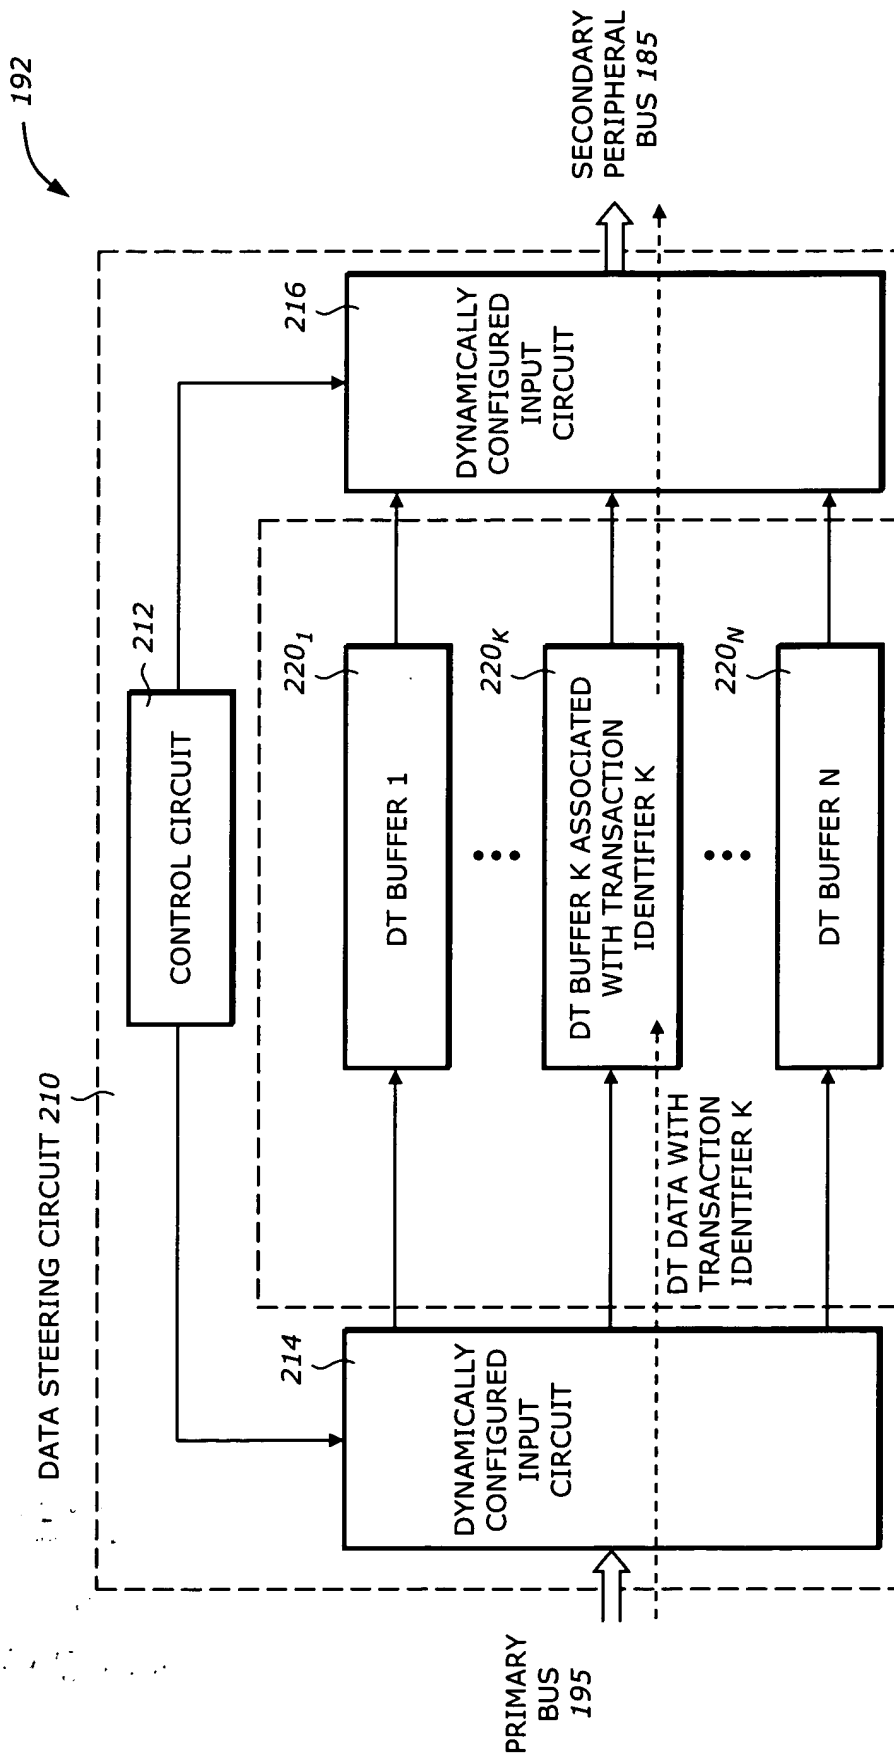 192
DATA STEERING CIRCUIT 210
CONTROL CIRCUIT
212
214
DYNAMICALLY
CONFIGURED
INPUT
CIRCUIT
PRIMARY
BUS
195
220₁
DT BUFFER 1
220K
DT BUFFER K ASSOCIATED
WITH TRANSACTION
IDENTIFIER K
DT DATA WITH
TRANSACTION
IDENTIFIER K
220N
DT BUFFER N
216
DYNAMICALLY
CONFIGURED
INPUT
CIRCUIT
SECONDARY
PERIPHERAL
BUS 185